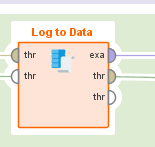 Log to Data
thr exa
thr thr
thr